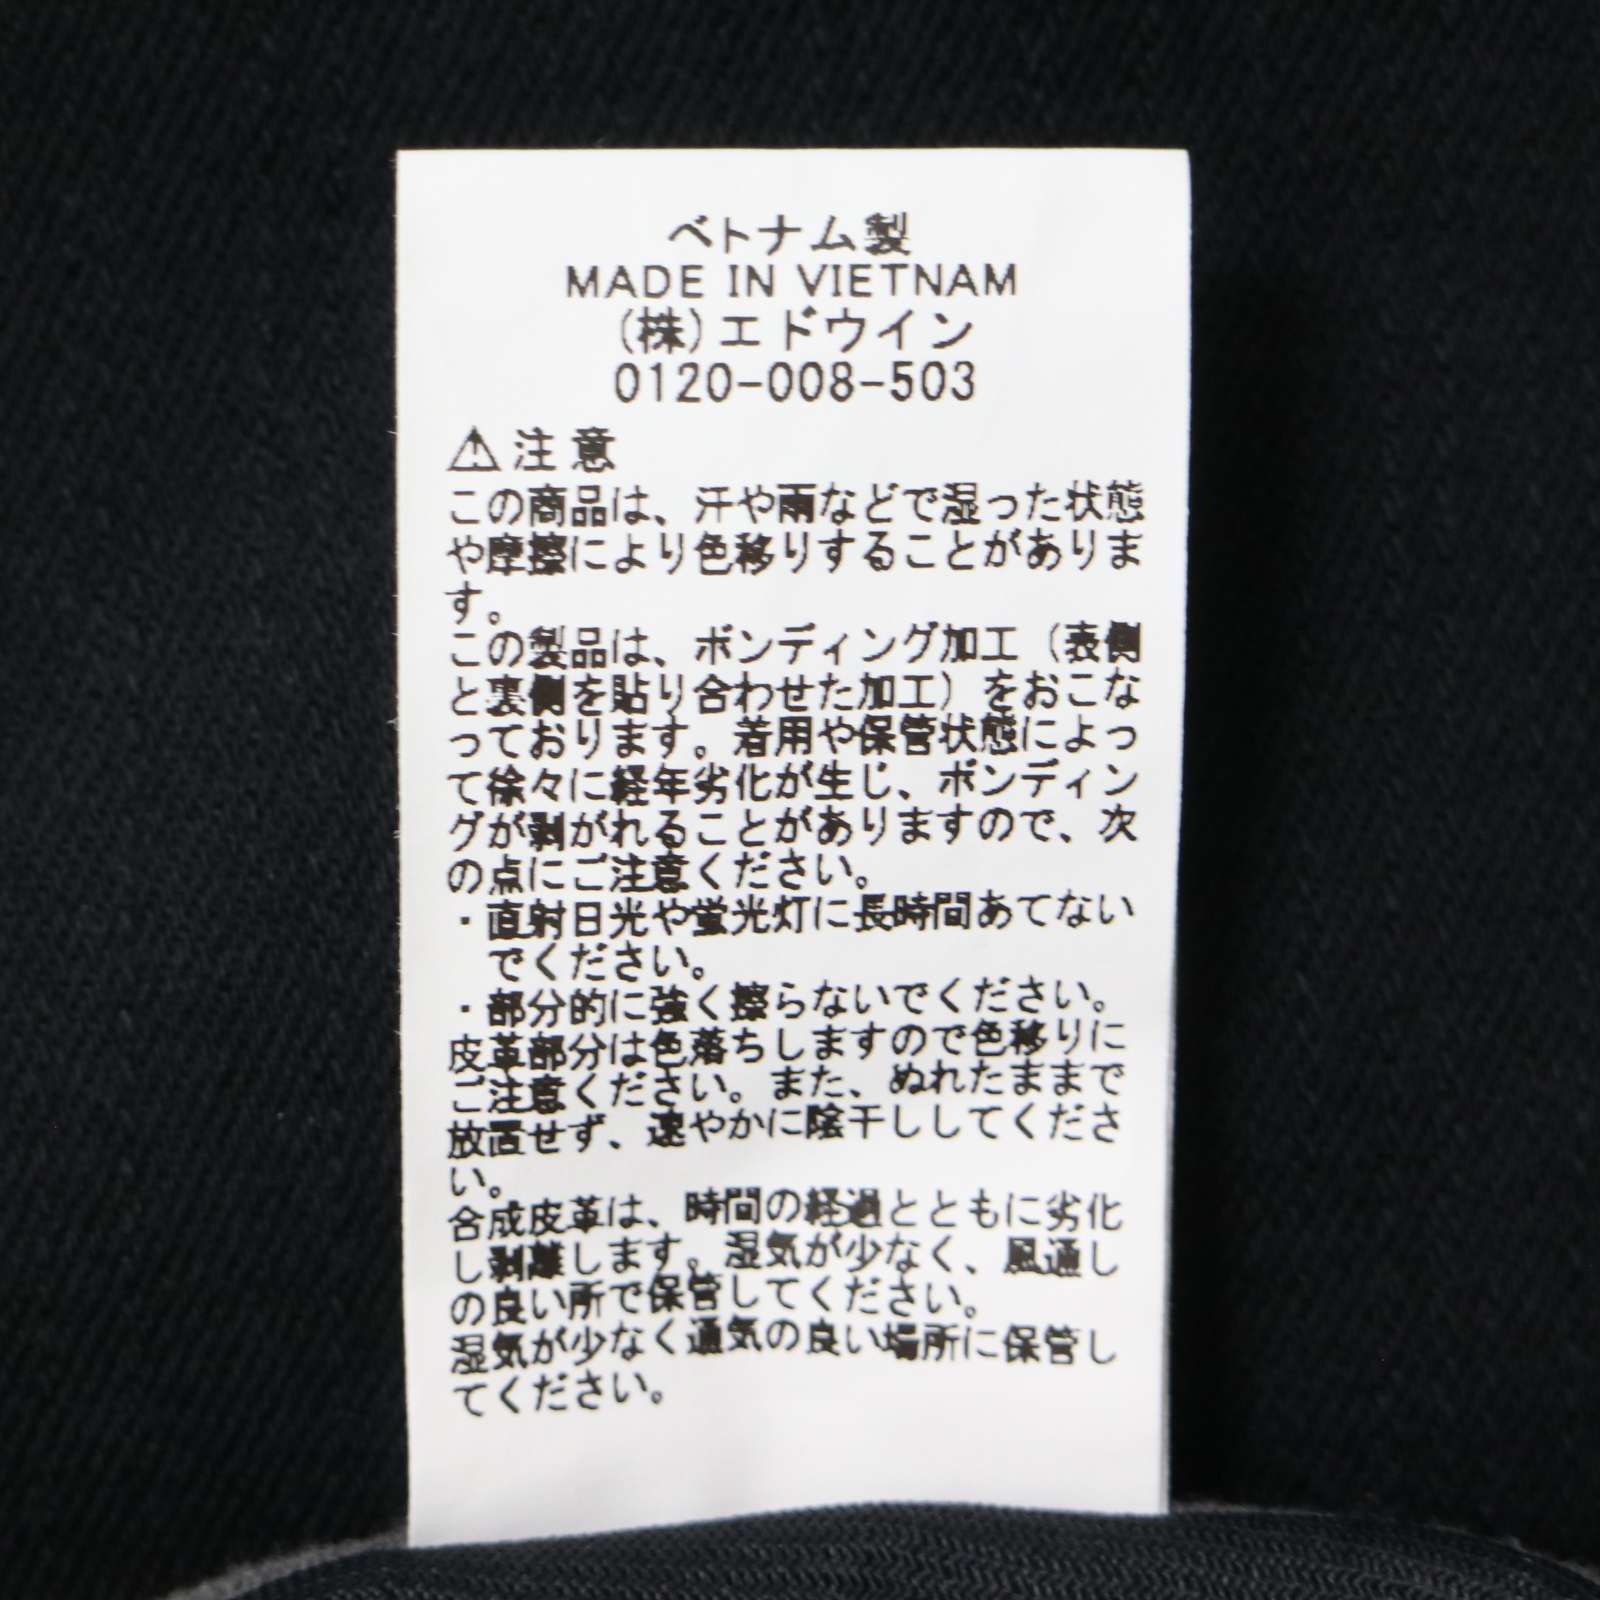 ベトナム製
MADE IN VIETNAM
(株)エドウイン
0120-008-503
⚠注意
この商品は、汗や雨などで湿った状態
や摩擦により色移りすることがありま
す。
この製品は、ボンディング加工（表側
と裏側を貼り合わせた加工）をおこな
っております。着用や保管状態によっ
て徐々に経年劣化が生じ、ボンディン
グが剥がれることがありますので、次
の点にご注意ください。
・直射日光や蛍光灯に長時間あてない
でください。
・部分的に強く擦らないでください。
皮革部分は色落ちしますので色移りに
ご注意ください。また、ぬれたままで
放置せず、速やかに陰干ししてくださ
い。
合成皮革は、時間の経過とともに劣化
し剥離します。湿気が少なく、風通し
の良い所で保管してください。
湿気が少なく通気の良い場所に保管し
てください。